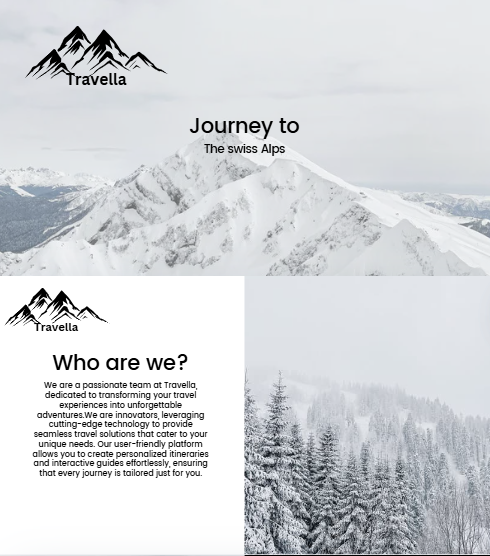 Travella
Journey to
The swiss Alps
Travella
Who are we?
We are a passionate team at Travella,
dedicated to transforming your travel
experiences into unforgettable
adventures.We are innovators, leveraging
cutting-edge technology to provide
seamless travel solutions that cater to your
unique needs. Our user-friendly platform
allows you to create personalized itineraries
and interactive guides effortlessly, ensuring
that every journey is tailored just for you.